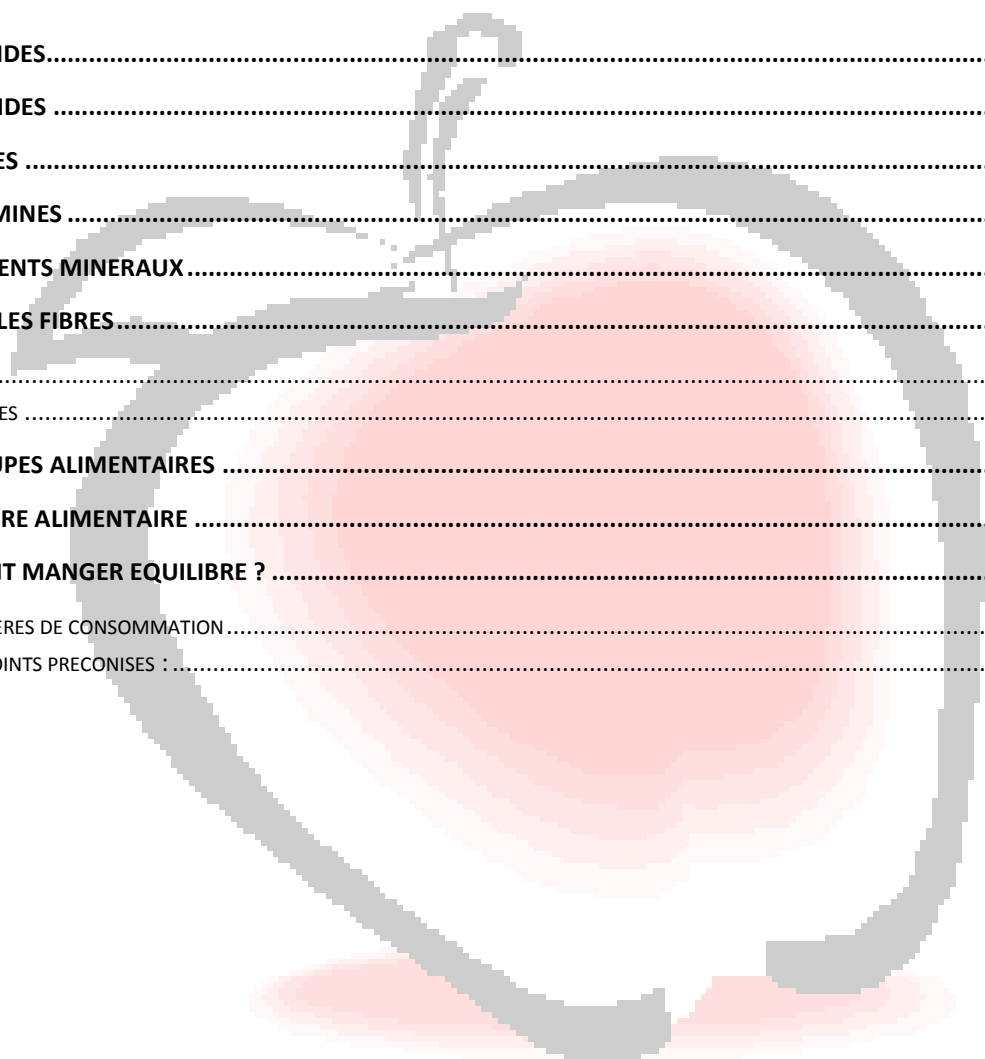 IDES..........................................................................................................................
IDES ..........................................................................................................................
ES ..........................................................................................................................
MINES ..........................................................................................................................
ENTS MINERAUX..........................................................................................................................
LES FIBRES..........................................................................................................................
..........................................................................................................................
ES ..........................................................................................................................
UPES ALIMENTAIRES ..........................................................................................................................
RE ALIMENTAIRE ..........................................................................................................................
NT MANGER EQUILIBRE ? ..........................................................................................................................
ERES DE CONSOMMATION..........................................................................................................................
OINTS PRECONISES :..........................................................................................................................